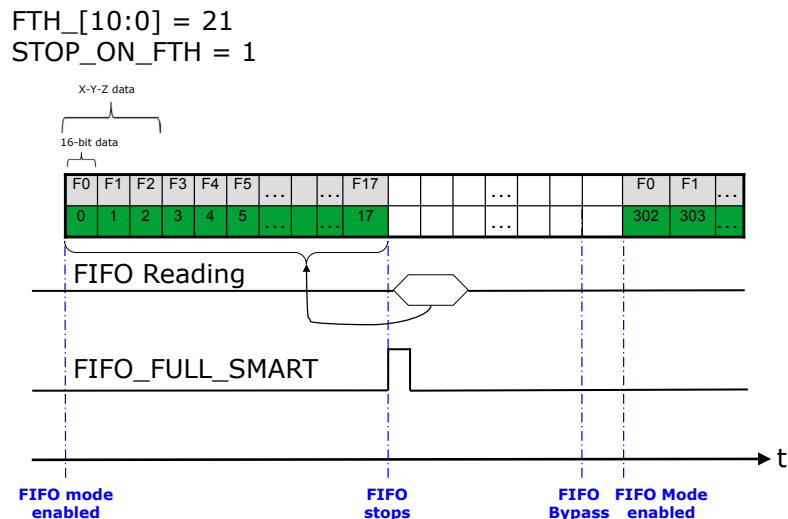 FTH_[10:0] = 21
STOP_ON_FTH = 1
X-Y-Z data
16-bit data
F0 F1 F2 F3 F4 F5 ... ... F17 ... F0 F1 ...
0 1 2 3 4 5 ... ... 17 ... 302 303 ...
FIFO Reading
FIFO_FULL_SMART
t
FIFO mode enabled
FIFO stops
FIFO Bypass
FIFO Mode enabled